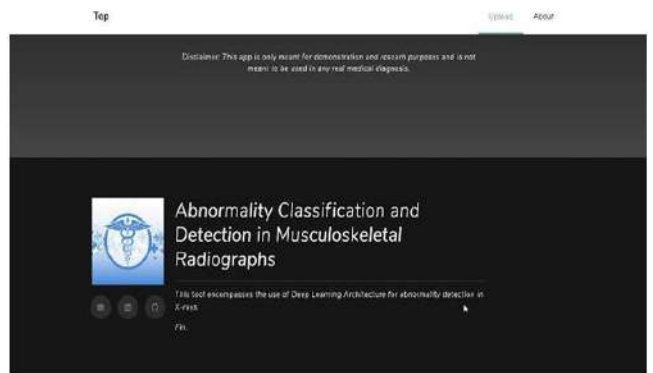 Top
Upload
About
Disclaimer: This app is only meant for demonstration and research purposes and is not
meant to be used in any real medical diagnosis.
Abnormality Classification and
Detection in Musculoskeletal
Radiographs
This tool encompasses the use of Deep Learning Architecture for abnormality detection in
X-rays.
Fin.